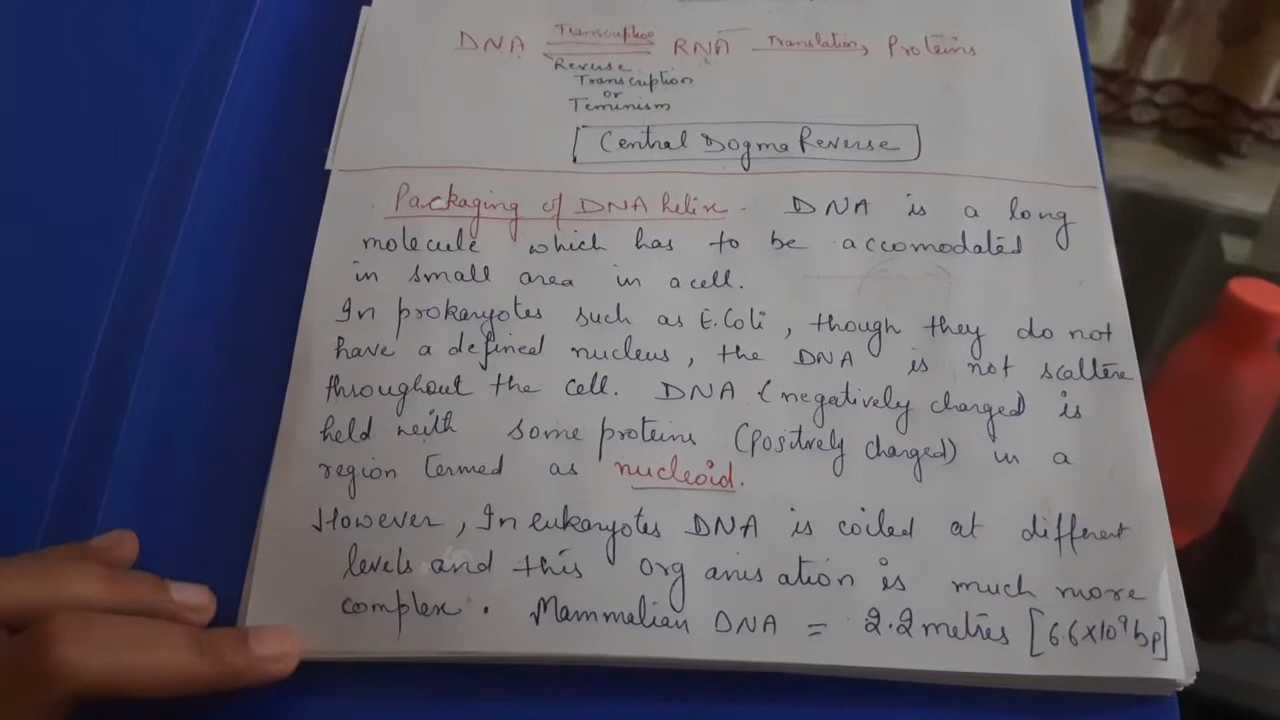 DNA Transcription RNA Translation Proteins
Reverse
Transcription
or
Teminism
Central Dogma Reverse
Packaging of DNA helix - DNA is a long
molecule which has to be accomodated
in small area in a cell.
In prokaryotes such as E.Coli, though they do not
have a defined nucleus, the DNA is not scattere
throughout the cell. DNA (negatively charged) is
held with some proteins (positively charged) in a
region termed as nucleoid.
However, In eukaryotes DNA is coiled at different
levels and this organisation is much more
complex. Mammalian DNA = 2.2 metres [66x10⁹bp]